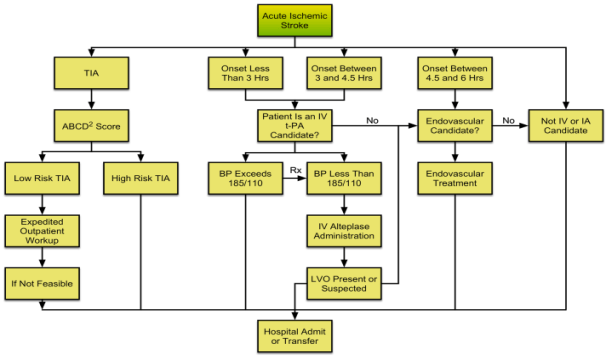 Acute Ischemic
Stroke
TIA
Onset Less
Than 3 Hrs
Onset Between
3 and 4.5 Hrs
Onset Between
4.5 and 6 Hrs
ABCD² Score
Patient Is an IV
t-PA
Candidate?
No
Endovascular
Candidate?
No
Not IV or IA
Candidate
Low Risk TIA
High Risk TIA
BP Exceeds
185/110
Rx
BP Less Than
185/110
Endovascular
Treatment
Expedited
Outpatient
Workup
IV Alteplase
Administration
If Not Feasible
LVO Present or
Suspected
Hospital Admit
or Transfer